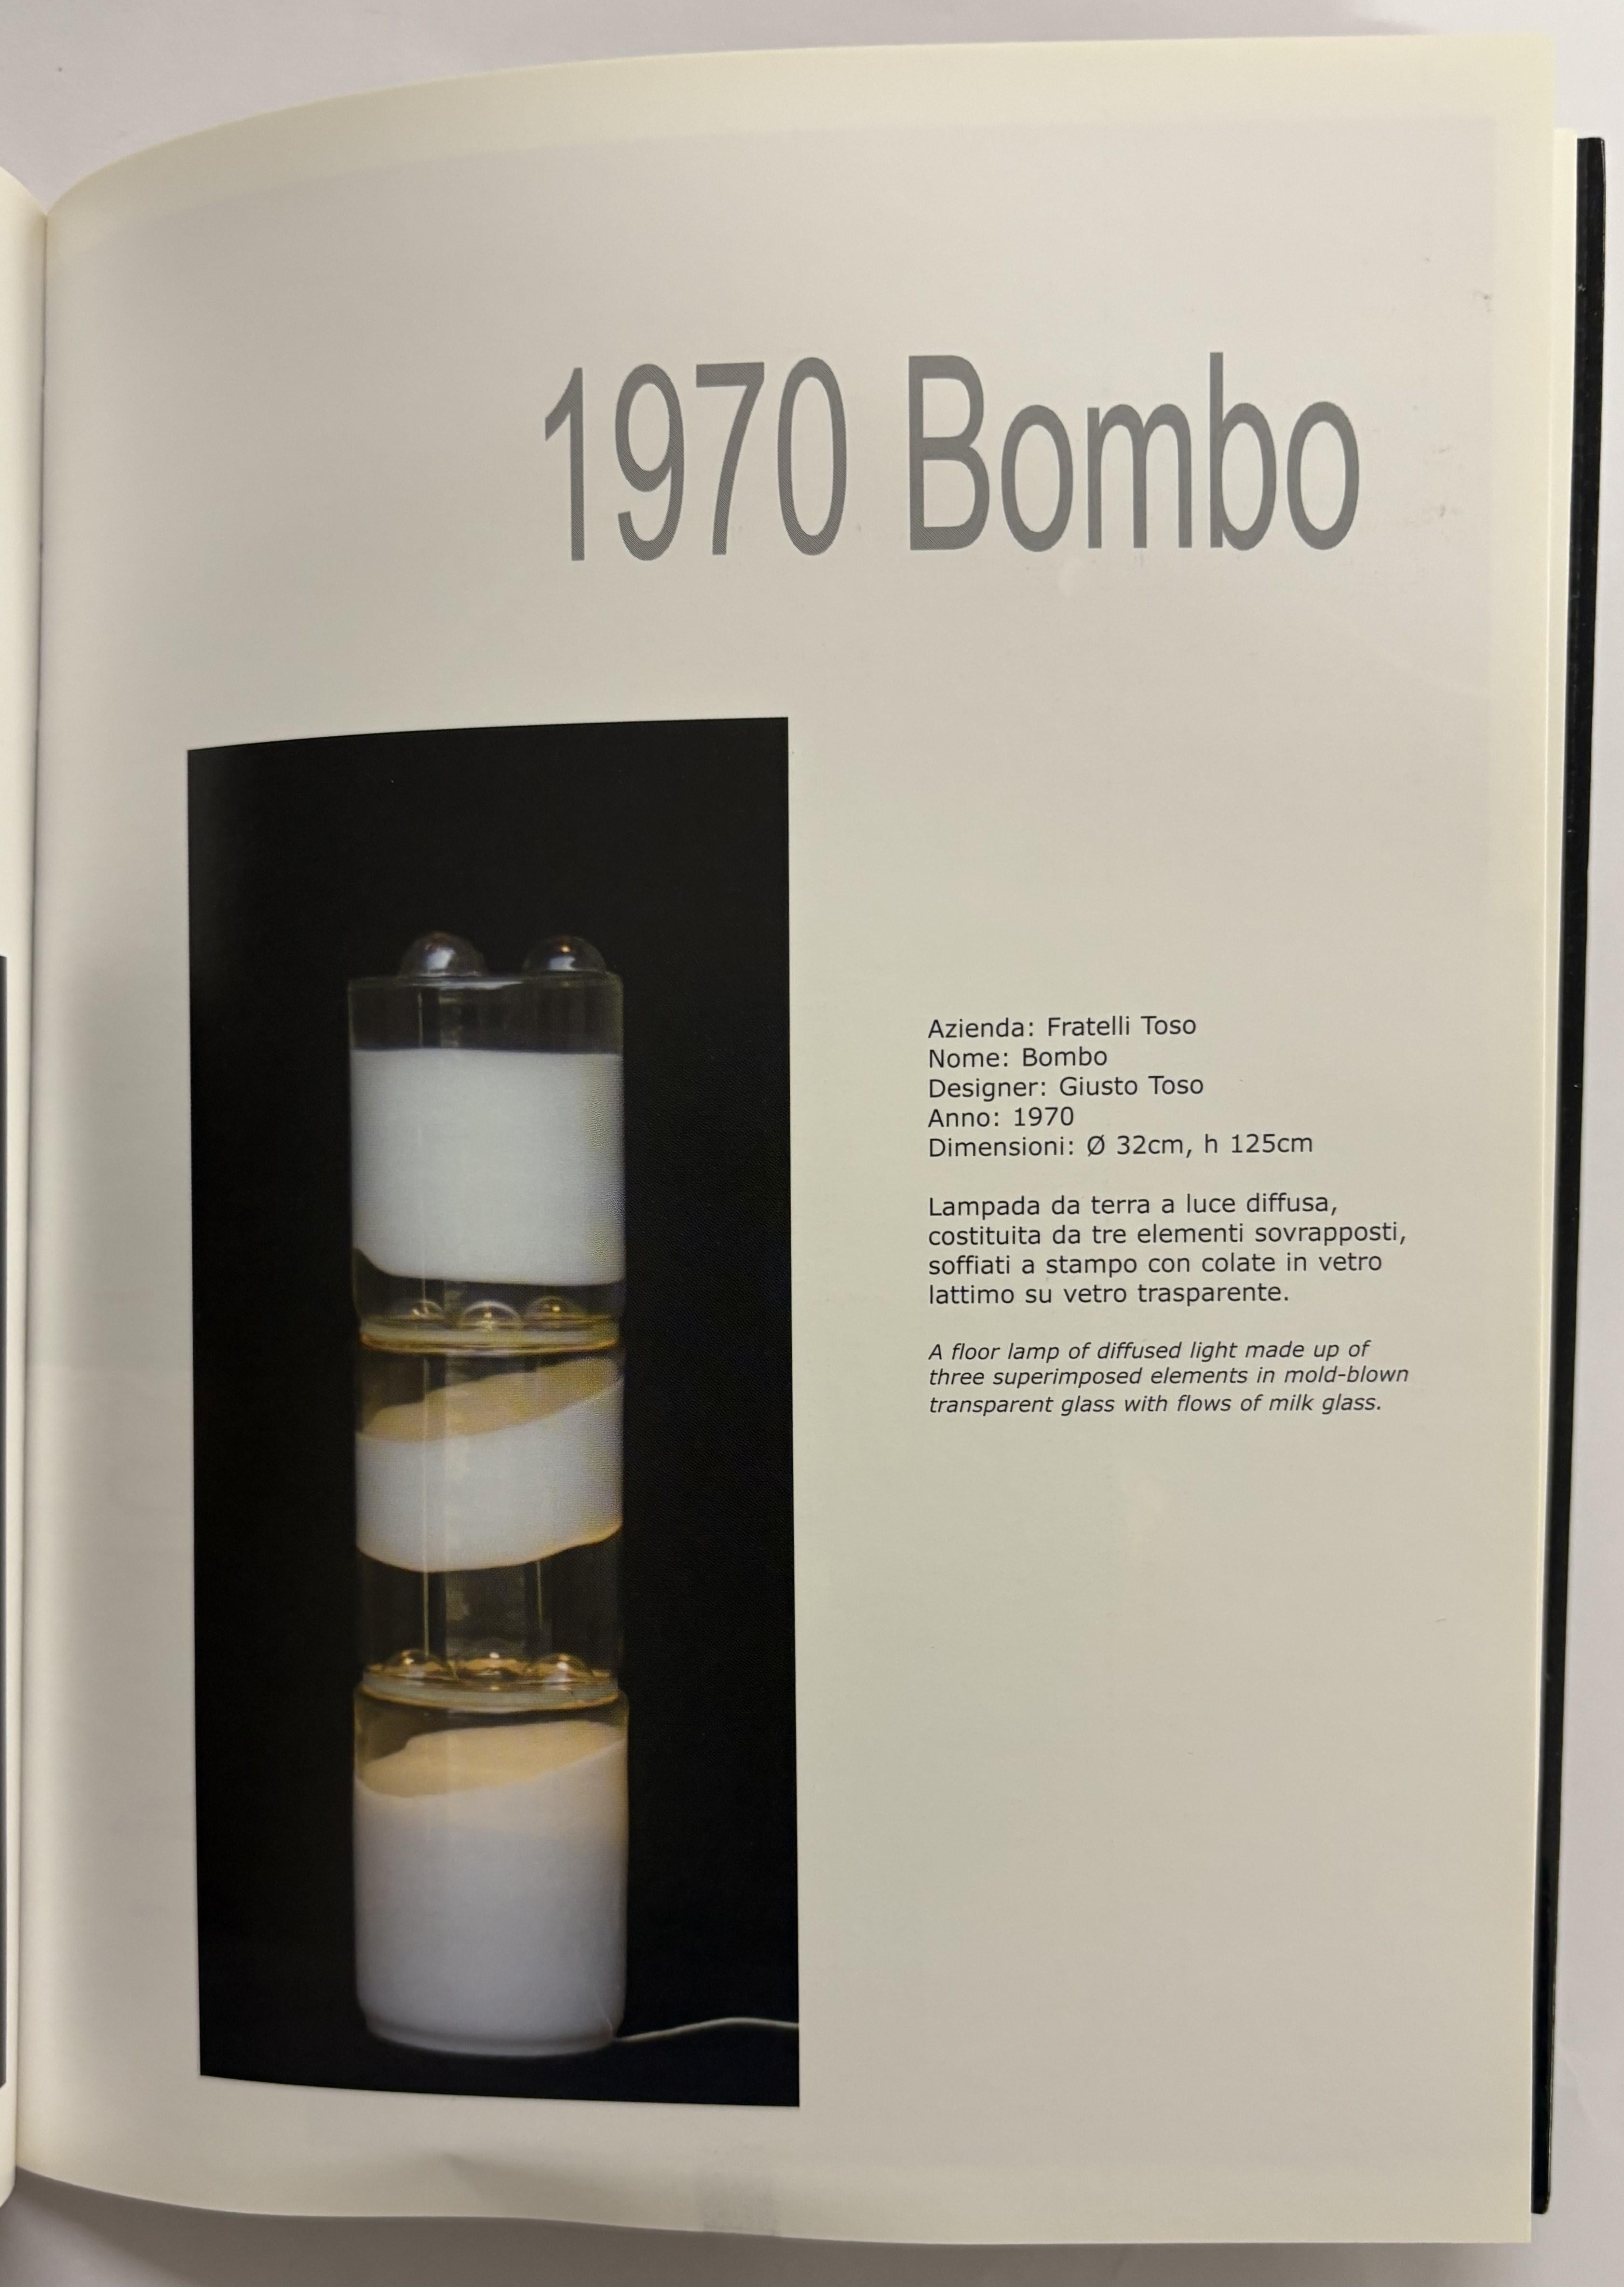 1970 Bombo
Azienda: Fratelli Toso
Nome: Bombo
Designer: Giusto Toso
Anno: 1970
Dimensioni: Ø 32cm, h 125cm
Lampada da terra a luce diffusa,
costituita da tre elementi sovrapposti,
soffiati a stampo con colate in vetro
lattimo su vetro trasparente.
A floor lamp of diffused light made up of
three superimposed elements in mold-blown
transparent glass with flows of milk glass.